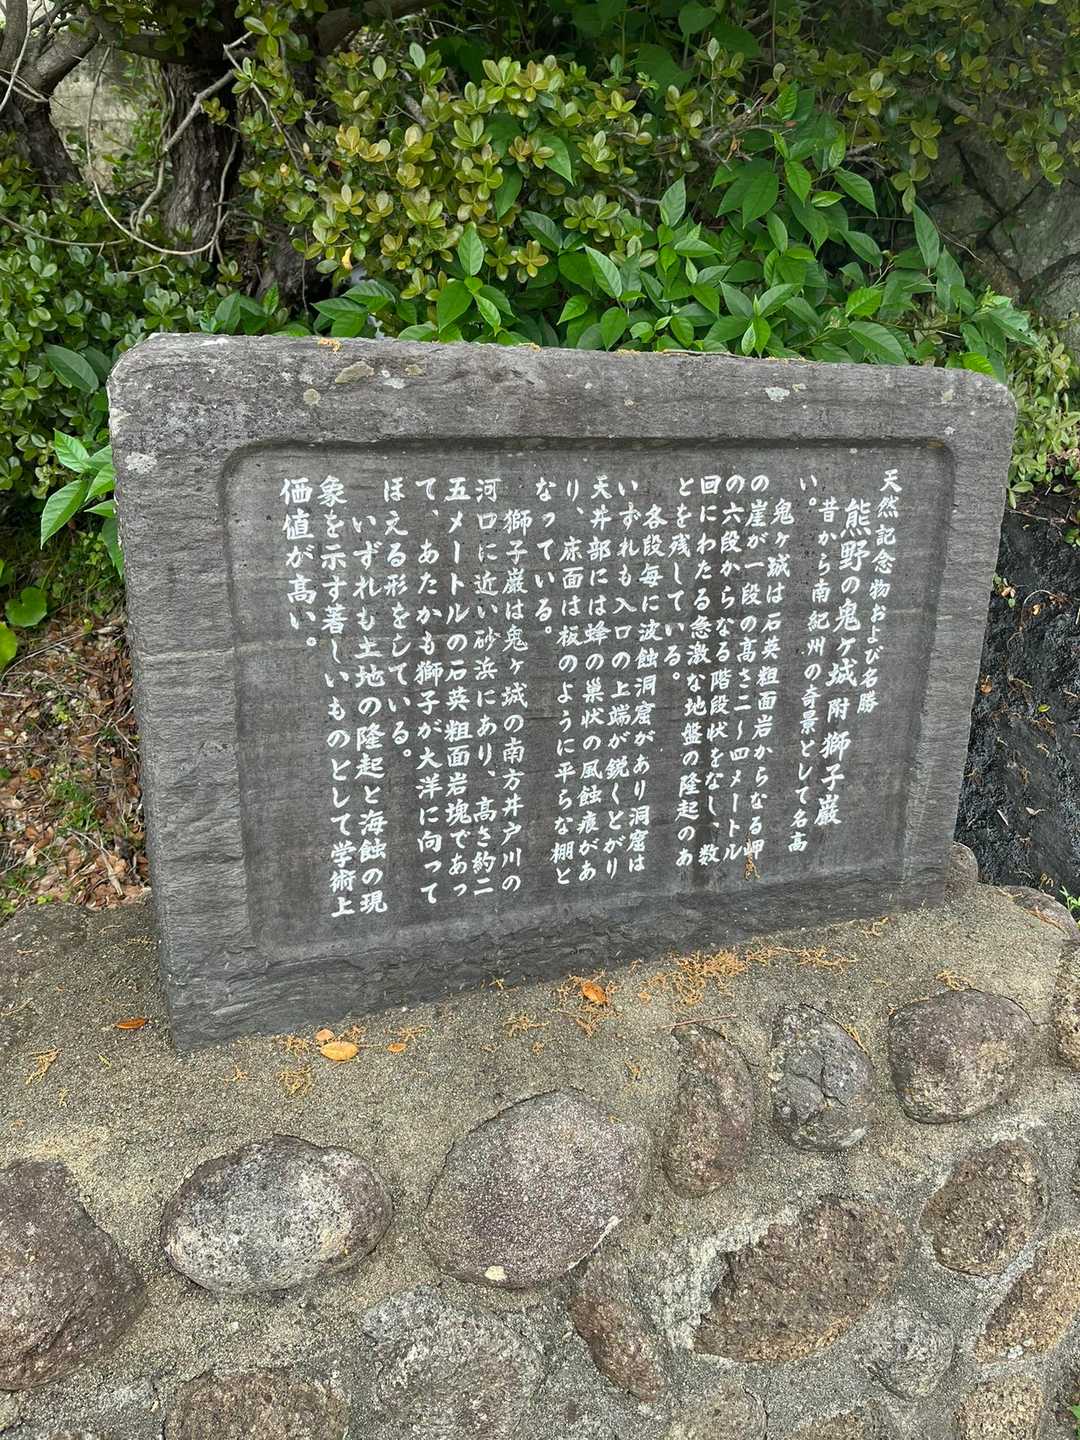 天然記念物および名勝
熊野の鬼ヶ城 附 獅子巖
昔から南紀州の奇景として名高
い。
鬼ヶ城は石英粗面岩からなる岬
の崖が一段の高さ二〜四メートル
の六段からなる階段状をなし、数
回にわたる急激な地盤の隆起のあ
とを残している。
各段毎に波蝕洞窟があり洞窟は
いずれも入口の上端が鋭くとがり
天井部には蜂の巣状の風蝕痕があ
り、床面は板のように平らな棚と
なっている。
獅子巖は鬼ヶ城の南方井戸川の
河口に近い砂浜にあり、高さ約二
五メートルの石英粗面岩塊であっ
て、あたかも獅子が大洋に向って
ほえる形をしている。
いずれも土地の隆起と海蝕の現
象を示す著しいものとして学術上
価値が高い。